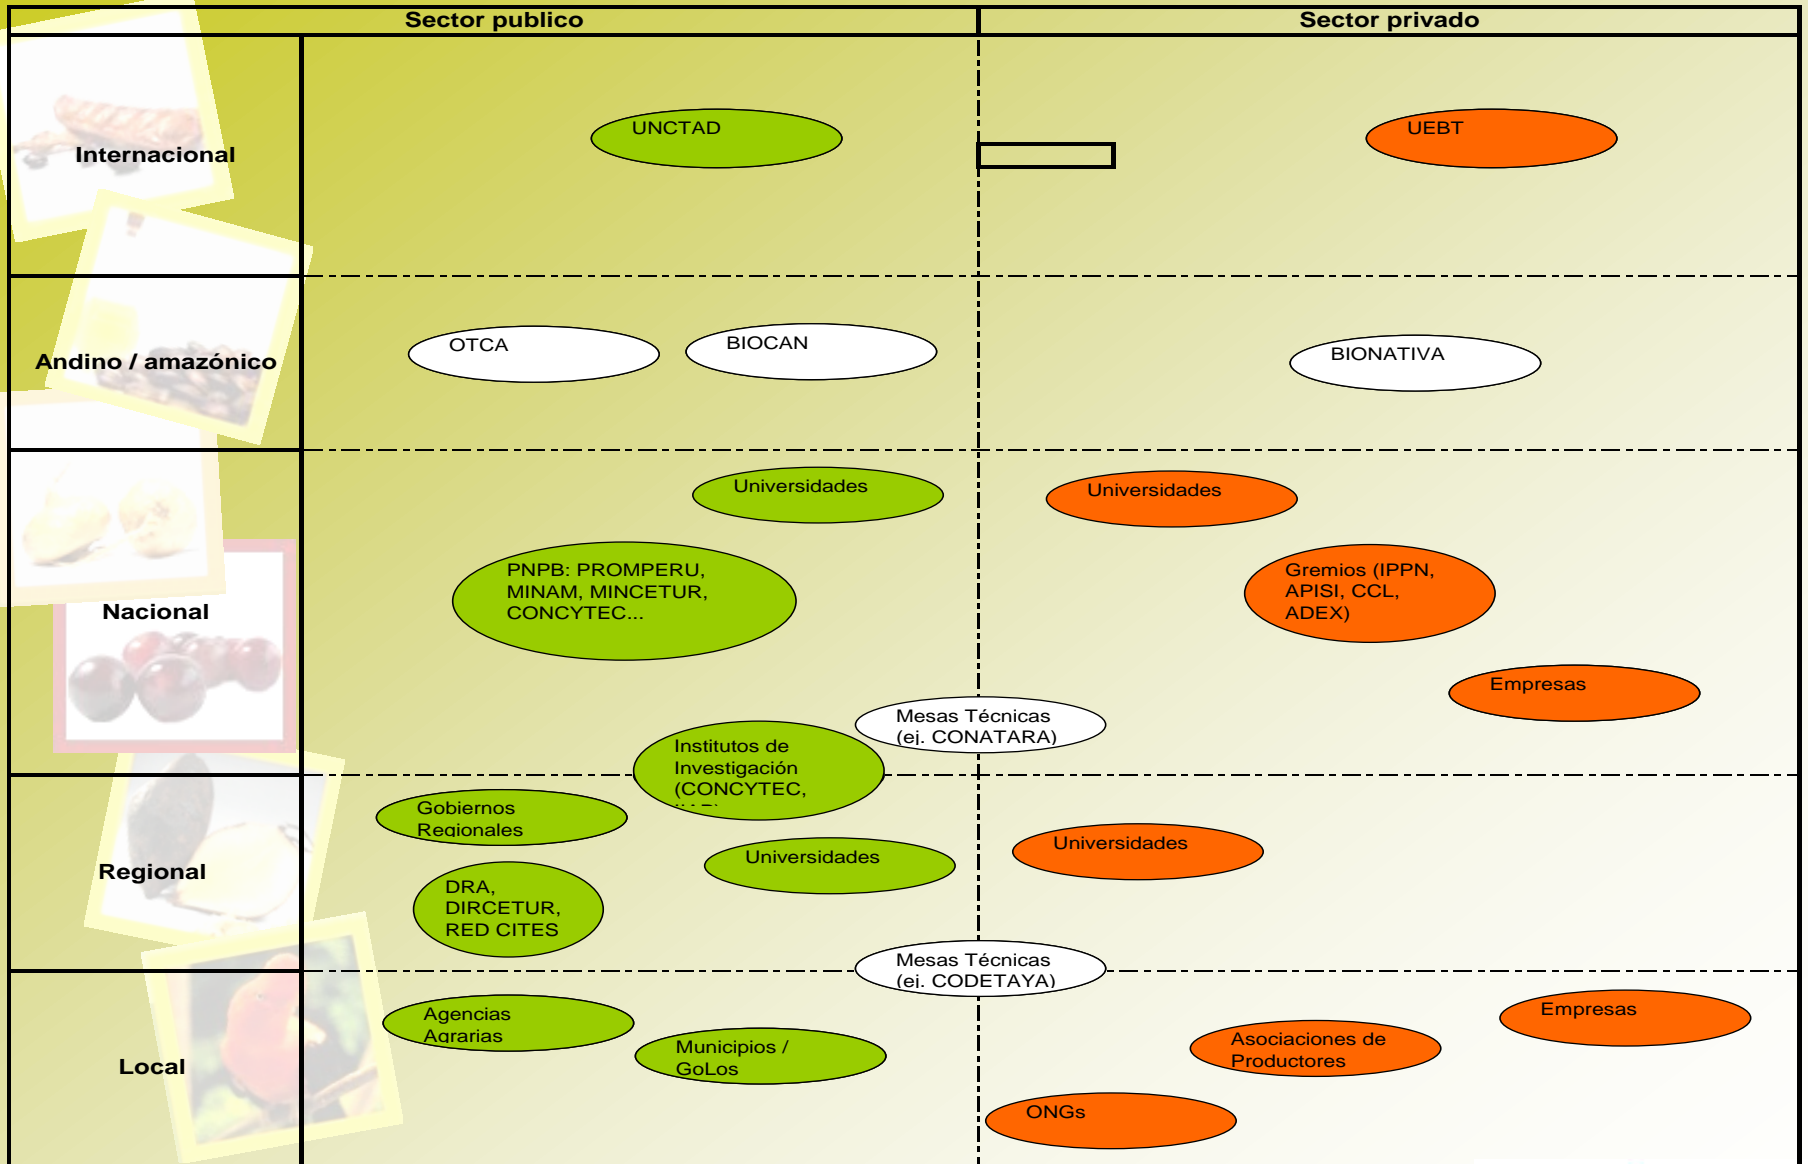 Sector publico
Sector privado
Internacional
UNCTAD
UEBT
Andino / amazónico
OTCA
BIOCAN
BIONATIVA
Nacional
Universidades
Universidades
PNPB: PROMPERU,
MINAM, MINCETUR,
CONCYTEC...
Gremios (IPPN,
APISI, CCL,
ADEX)
Empresas
Mesas Técnicas
(ej. CONATARA)
Institutos de
Investigación
(CONCYTEC,
Regional
Gobiernos
Regionales
Universidades
Universidades
DRA,
DIRCETUR,
RED CITES
Mesas Técnicas
(ej. CODETAYA)
Local
Agencias
Agrarias
Municipios /
GoLos
Empresas
Asociaciones de
Productores
ONGs